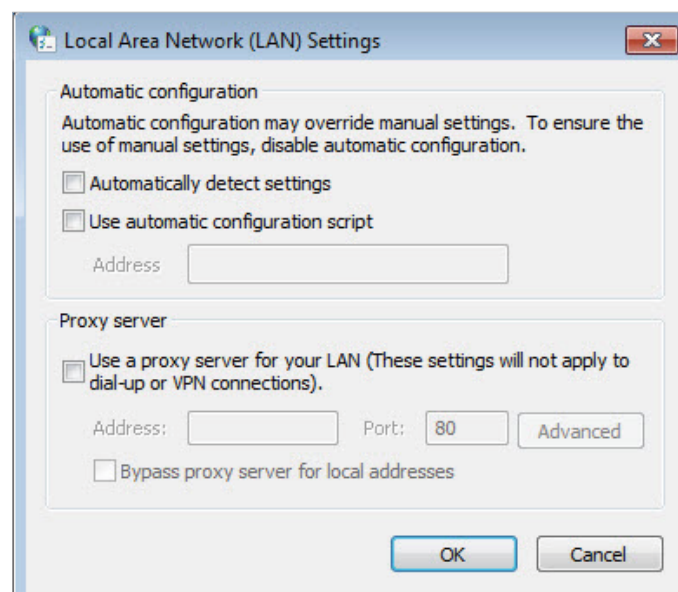 Local Area Network (LAN) Settings
Automatic configuration
Automatic configuration may override manual settings.  To ensure the
use of manual settings, disable automatic configuration.
Automatically detect settings
Use automatic configuration script
Address
Proxy server
Use a proxy server for your LAN (These settings will not apply to
dial-up or VPN connections).
Address: Port: 80 Advanced
Bypass proxy server for local addresses
OK Cancel